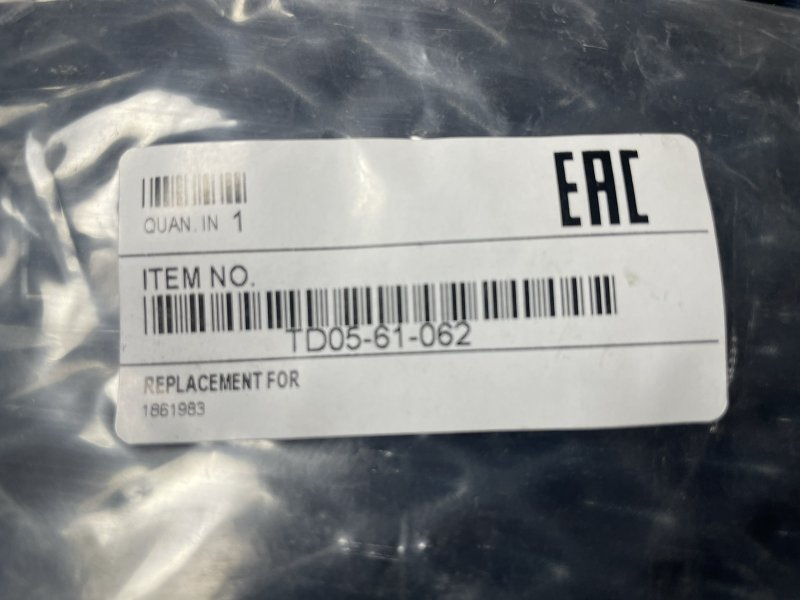 EAC
QUAN. IN 1
ITEM NO.
TD05-61-062
REPLACEMENT FOR
1861983